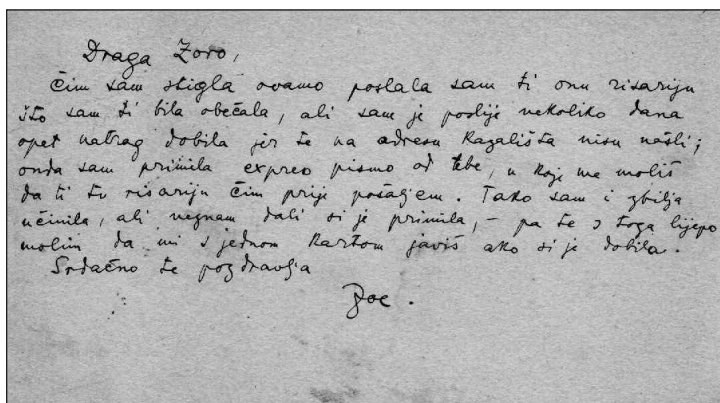 Draga Zoro,
čim sam stigla ovamo poslala sam ti onu risariju
što sam ti bila obećala, ali sam je poslije nekoliko dana
opet natrag dobila jer te na adresu Kazališta nisu našli;
onda sam primila expreo pismo od tebe, u koje me moliš
da ti tu risariju čim prije pošaljem. Tako sam i zbilja
učinila, ali neznam dali si je primila, – pa te s toga lijepo
molim da mi s jednom kartom javiš ako si je dobila.
Srdačno te pozdravlja